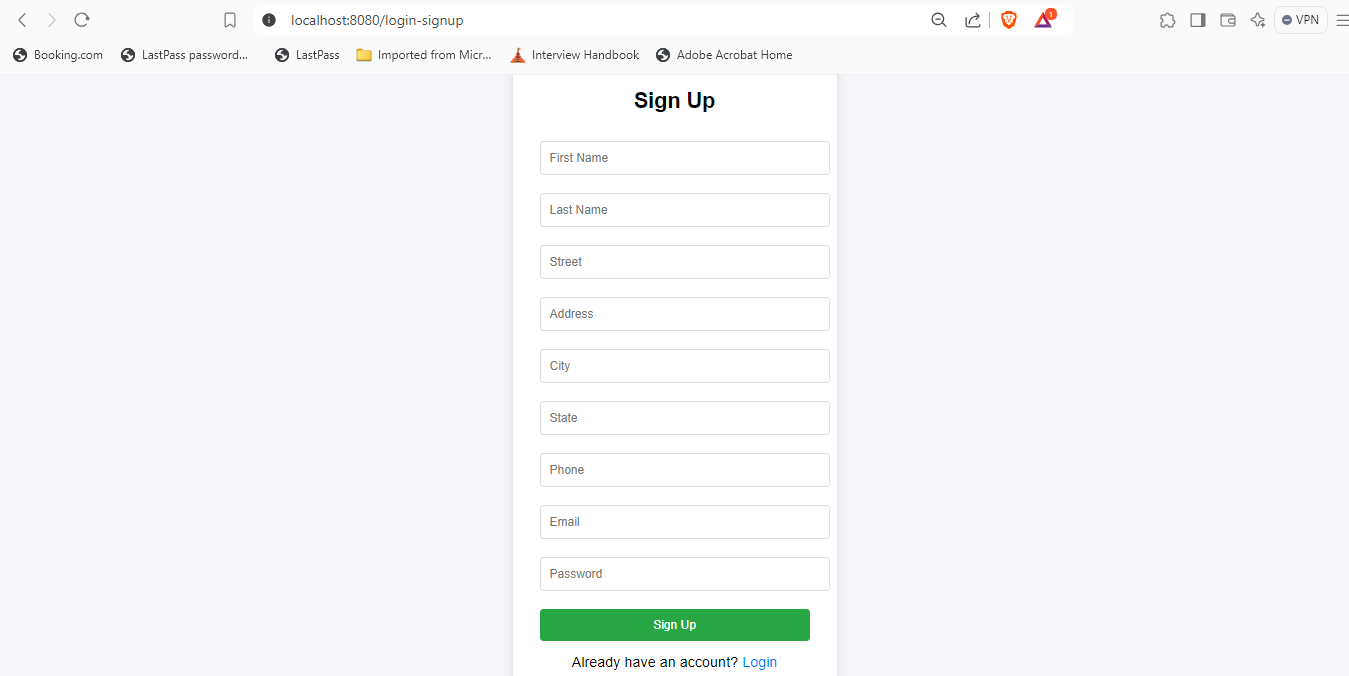 localhost:8080/login-signup
1
VPN
Booking.com
LastPass password...
LastPass
Imported from Micr...
Interview Handbook
Adobe Acrobat Home
Sign Up
First Name
Last Name
Street
Address
City
State
Phone
Email
Password
Sign Up
Already have an account? Login